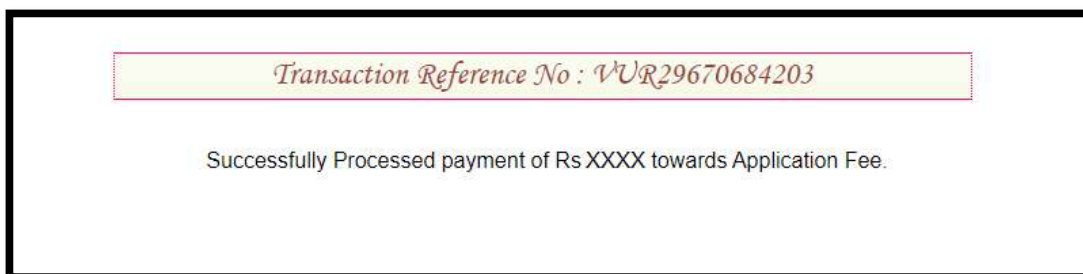 Transaction Reference No : VUR29670684203
Successfully Processed payment of Rs XXXX towards Application Fee.